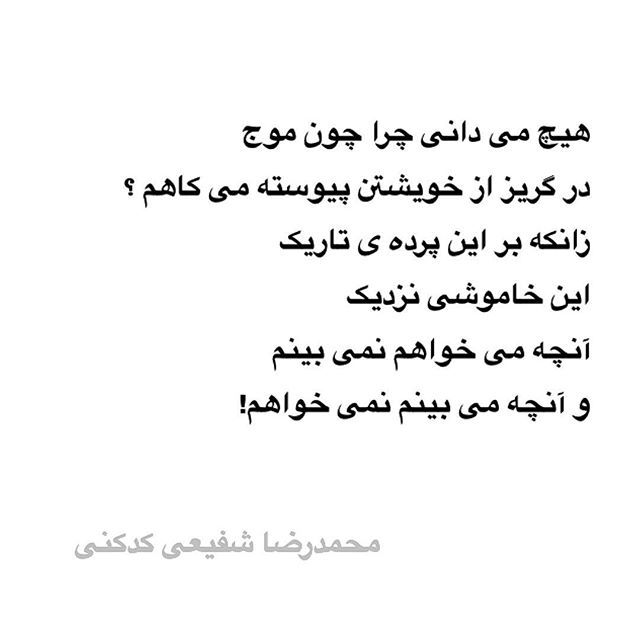 هیچ می دانی چرا چون موج
در گریز از خویشتن پیوسته می کاهم ؟
زانکه بر این پرده ی تاریک
این خاموشی نزدیک
آنچه می خواهم نمی بینم
و آنچه می بینم نمی خواهم!
محمدرضا شفیعی کدکنی